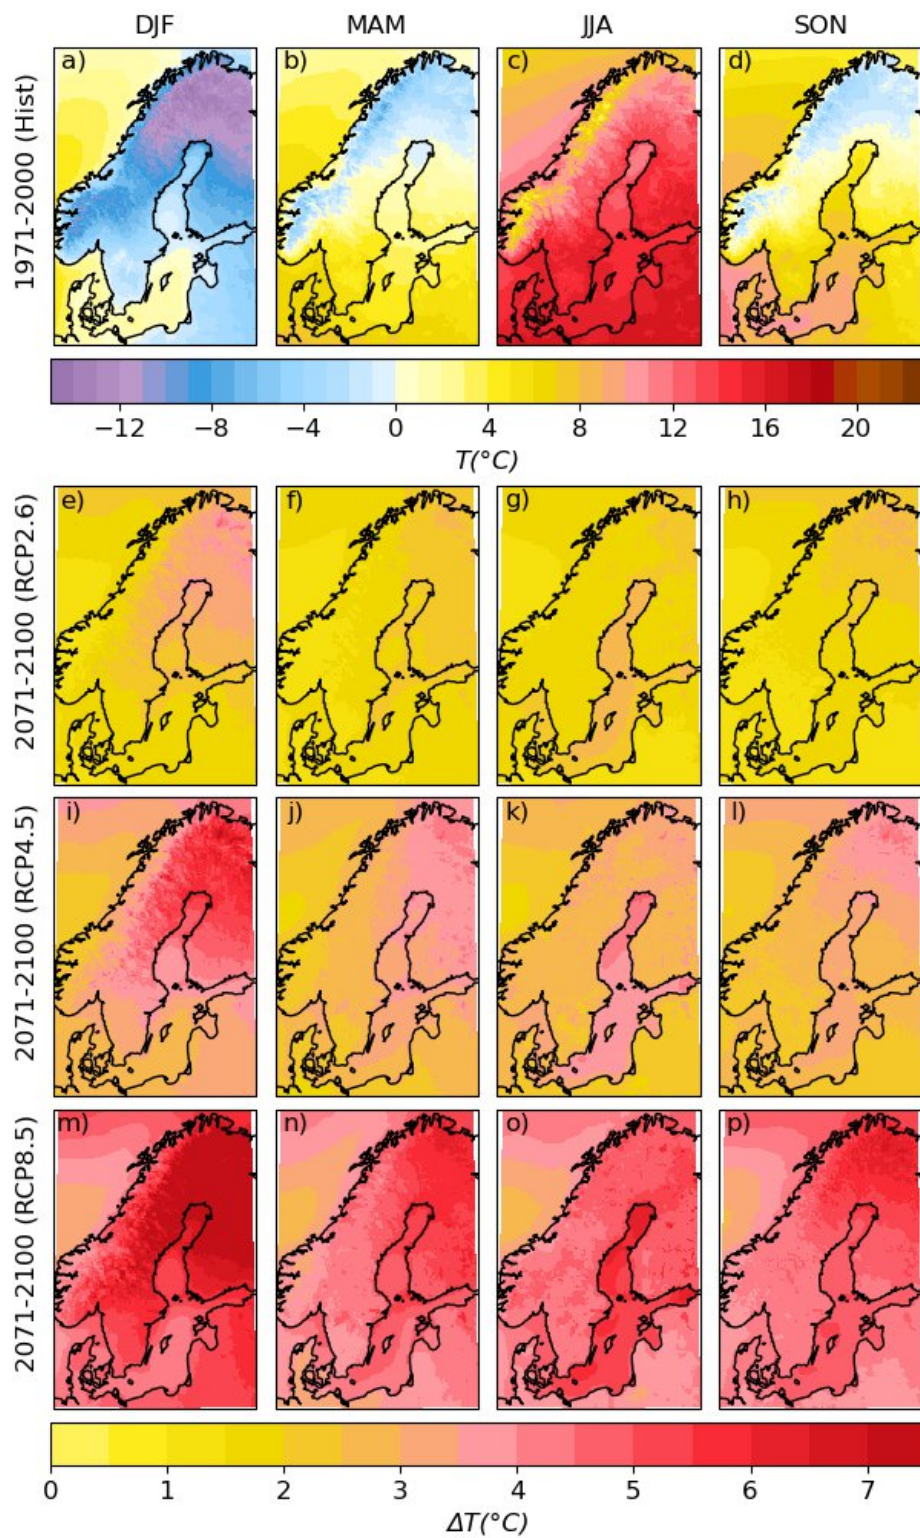 DJF MAM JJA SON
1971-2000 (Hist)
a) b) c) d)
−12 −8 −4 0 4 8 12 16 20
T(°C)
2071-2100 (RCP2.6)
e) f) g) h)
2071-2100 (RCP4.5)
i) j) k) l)
2071-2100 (RCP8.5)
m) n) o) p)
0 1 2 3 4 5 6 7
ΔT(°C)